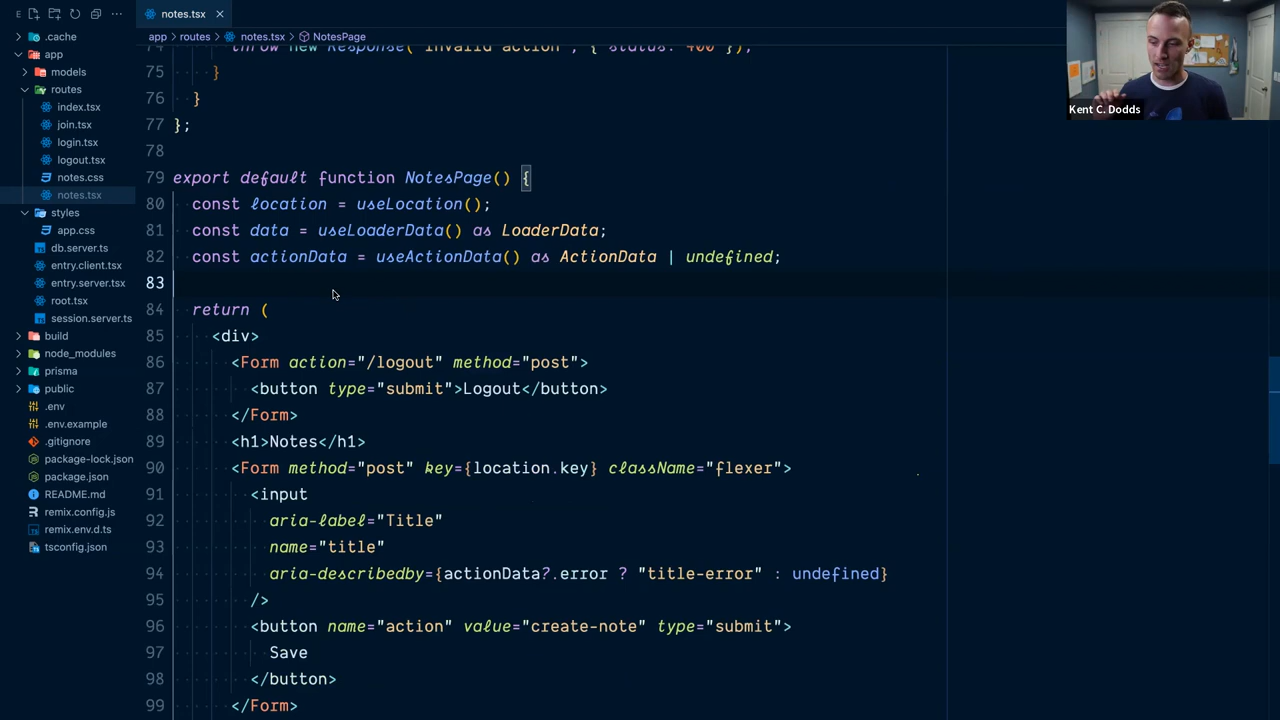 E
notes.tsx
.cache
app
models
routes
index.tsx
join.tsx
login.tsx
logout.tsx
notes.css
notes.tsx
styles
app.css
db.server.ts
entry.client.tsx
entry.server.tsx
root.tsx
session.server.ts
build
node_modules
prisma
public
.env
.env.example
.gitignore
package-lock.json
package.json
README.md
remix.config.js
remix.env.d.ts
tsconfig.json
app > routes > notes.tsx > NotesPage
74 throw new Response("Invalid action", { status: 400 });
75 }
76 }
77 };
78
79 export default function NotesPage() {
80 const location = useLocation();
81 const data = useLoaderData() as LoaderData;
82 const actionData = useActionData() as ActionData | undefined;
83
84 return (
85 <div>
86 <Form action="/logout" method="post">
87 <button type="submit">Logout</button>
88 </Form>
89 <h1>Notes</h1>
90 <Form method="post" key={location.key} className="flexer">
91 <input
92 aria-label="Title"
93 name="title"
94 aria-describedby={actionData?.error ? "title-error" : undefined}
95 />
96 <button name="action" value="create-note" type="submit">
97 Save
98 </button>
99 </Form>
Kent C. Dodds